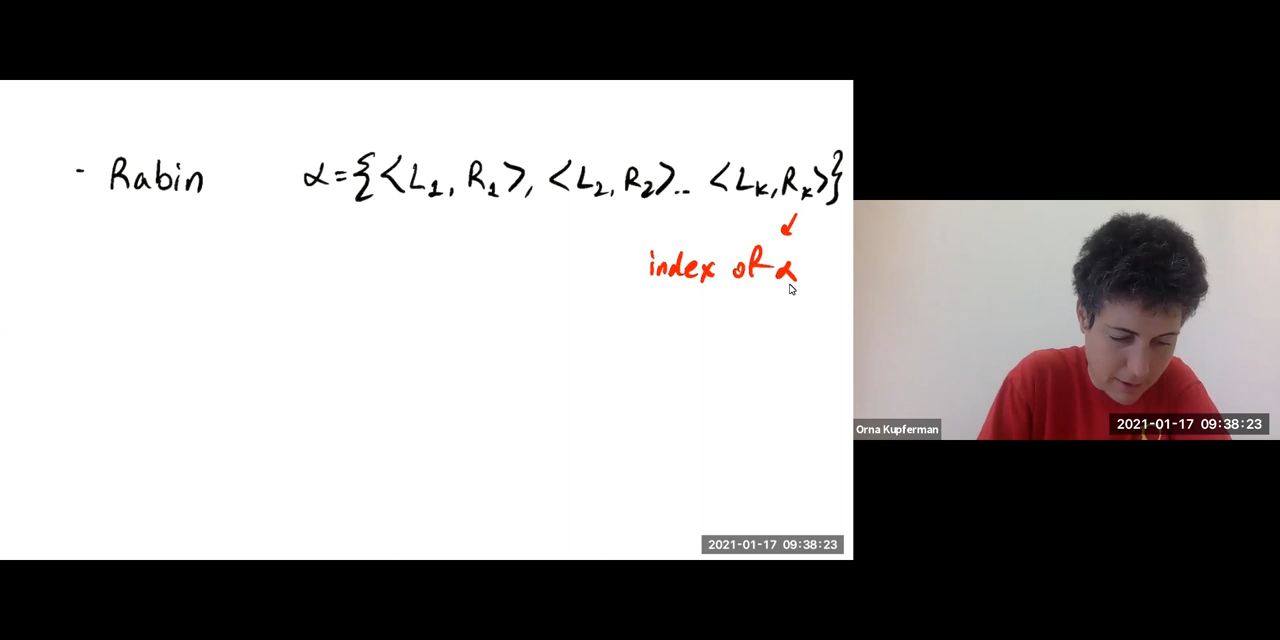 - Rabin α = {<L₁, R₁>, <L₂, R₂>.. <Lₖ, Rₖ>}
index of α
Orna Kupferman
2021-01-17 09:38:23
2021-01-17 09:38:23